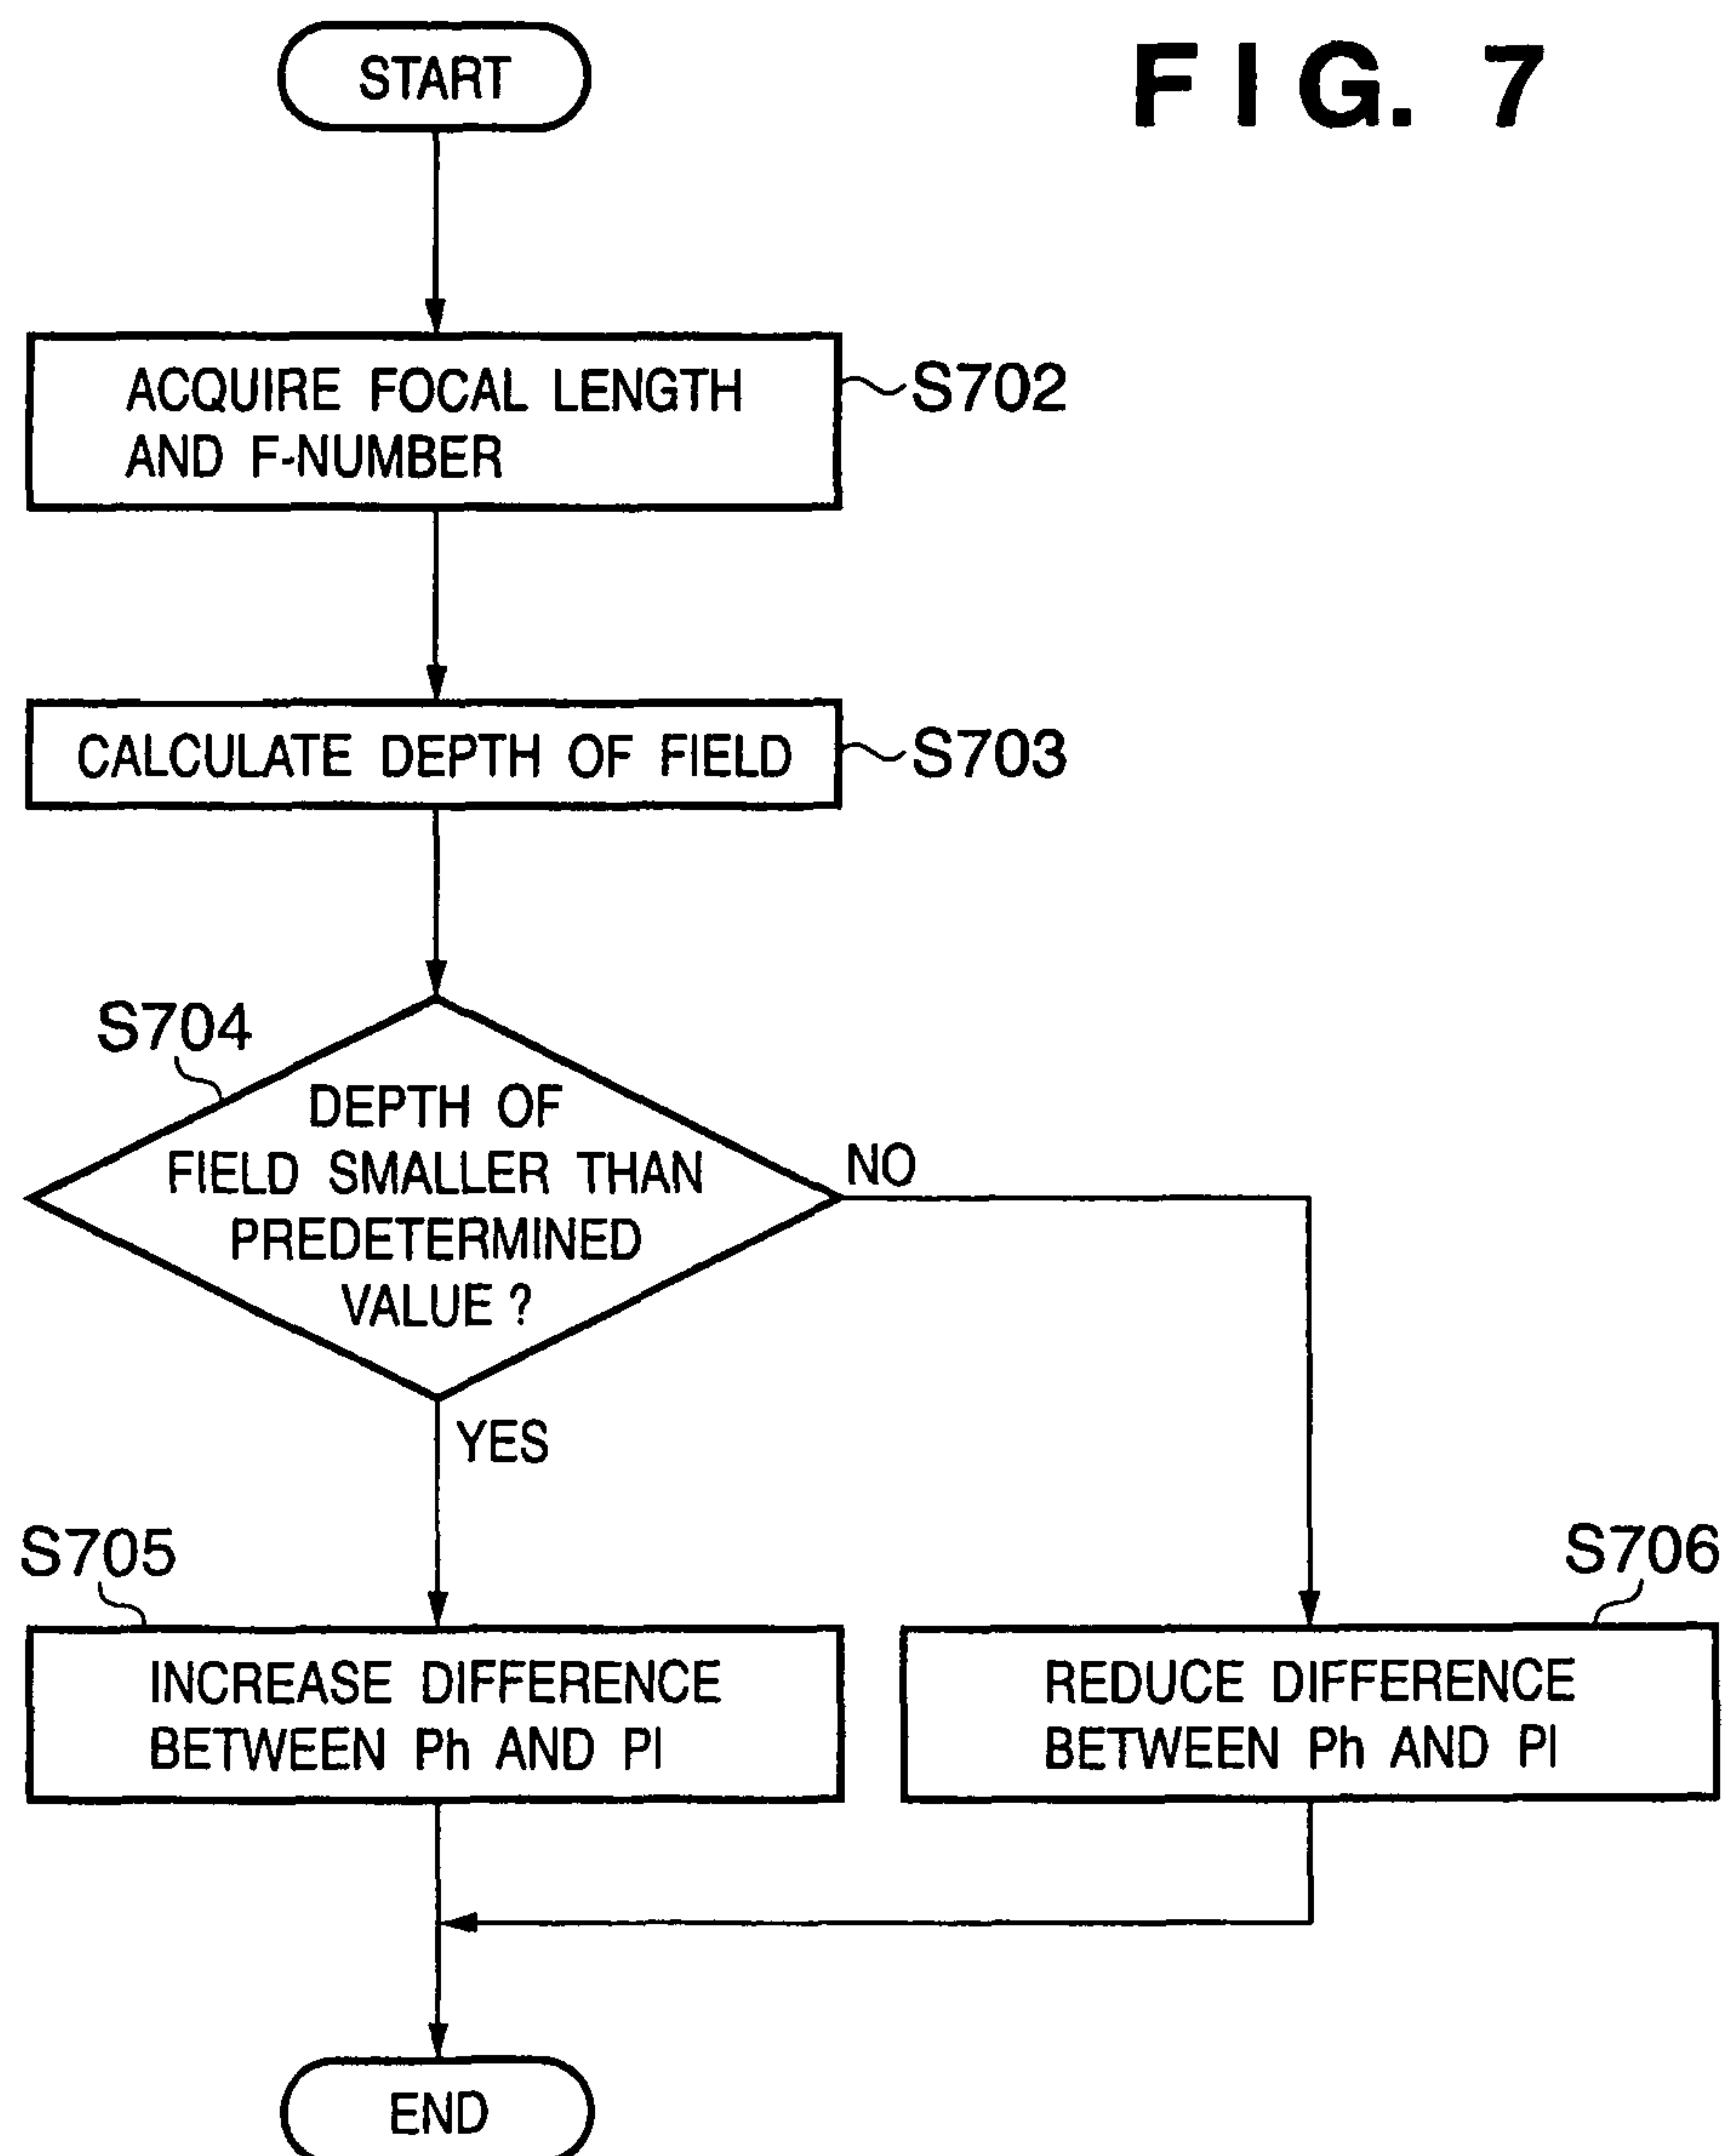 FIG. 7
START
ACQUIRE FOCAL LENGTH
AND F-NUMBER
S702
CALCULATE DEPTH OF FIELD
S703
S704
DEPTH OF
FIELD SMALLER THAN
PREDETERMINED
VALUE ?
NO
YES
S705
INCREASE DIFFERENCE
BETWEEN Ph AND Pl
S706
REDUCE DIFFERENCE
BETWEEN Ph AND Pl
END